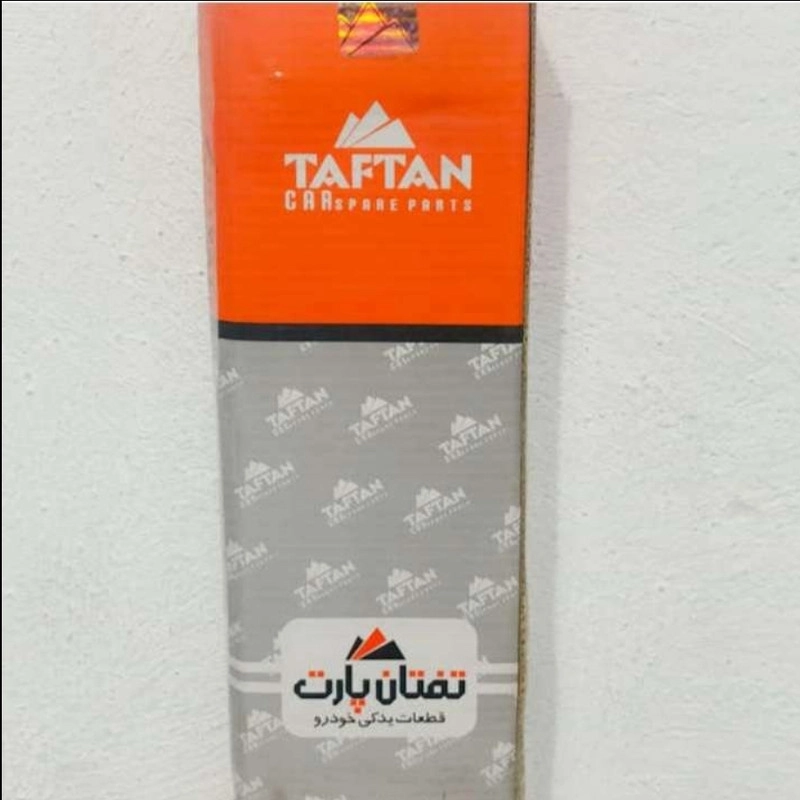 TAFTAN
CAR SPARE PARTS
تفتان پارت
قطعات یدکی خودرو